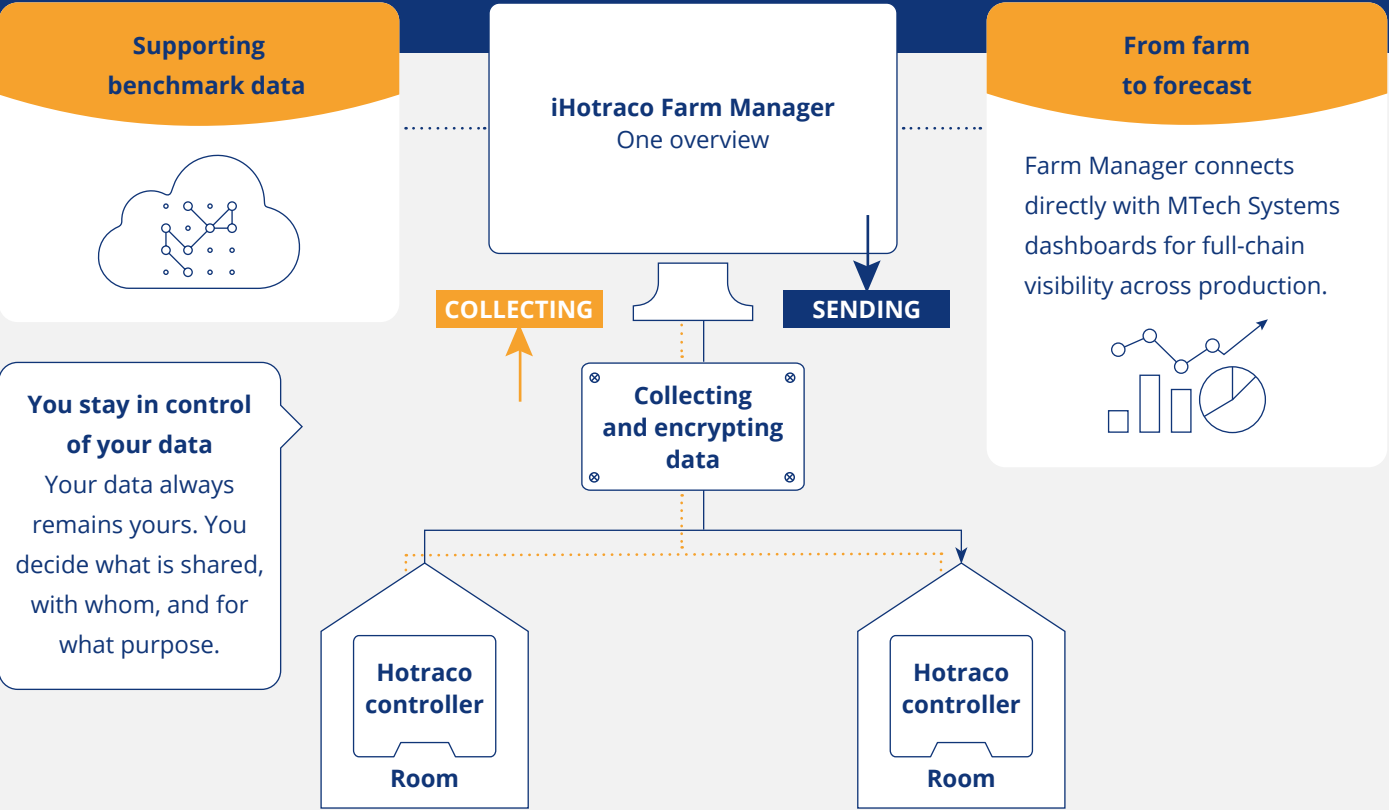 Supporting
benchmark data
iHotraco Farm Manager
One overview
From farm
to forecast
Farm Manager connects
directly with MTech Systems
dashboards for full-chain
visibility across production.
COLLECTING
SENDING
You stay in control
of your data
Your data always
remains yours. You
decide what is shared,
with whom, and for
what purpose.
Collecting
and encrypting
data
Hotraco
controller
Room
Hotraco
controller
Room